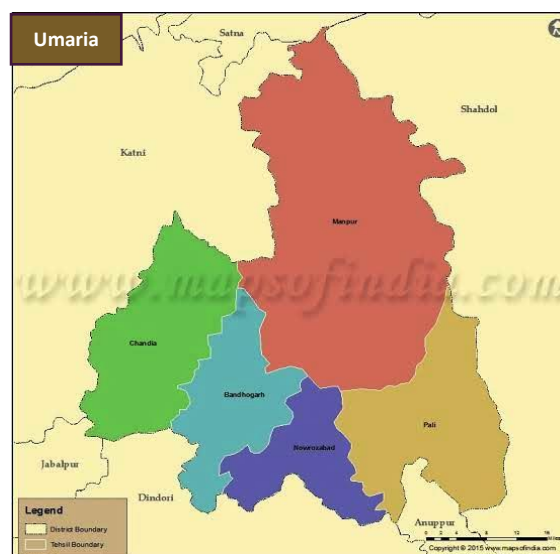 Umaria
Satna
Shahdol
Katni
Manpur
www.mapsofindia.com
Chandia
Bandhogarh
Nowrozabad
Pali
Jabalpur
Dindori
Anuppur
Legend
District Boundary
Tehsil Boundary
Copyright © 2015 www.mapsofindia.com